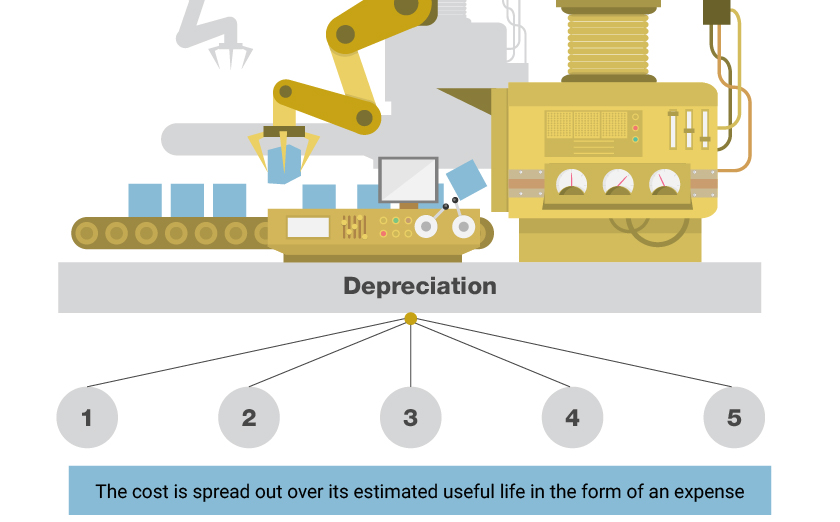 Depreciation
1 2 3 4 5
The cost is spread out over its estimated useful life in the form of an expense